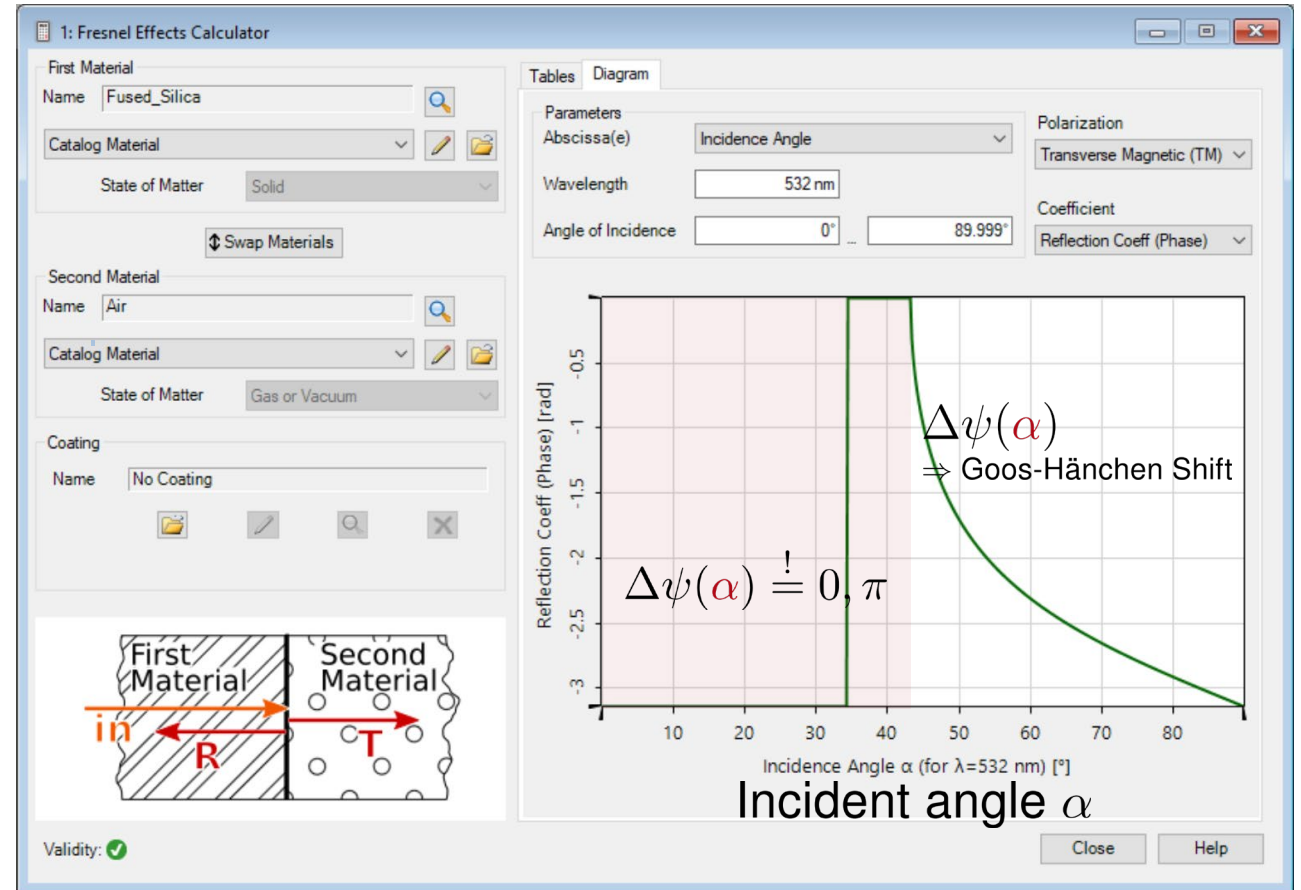 1: Fresnel Effects Calculator
First Material
Name Fused_Silica
Catalog Material
State of Matter Solid
Swap Materials
Second Material
Name Air
Catalog Material
State of Matter Gas or Vacuum
Coating
Name No Coating
First Material
Second Material
in
R
T
Validity:
Tables Diagram
Parameters
Abscissa(e) Incidence Angle
Wavelength 532 nm
Angle of Incidence 0° ... 89.999°
Polarization
Transverse Magnetic (TM)
Coefficient
Reflection Coeff (Phase)
Reflection Coeff (Phase) [rad]
-0.5
-1
-1.5
-2
-2.5
-3
Δψ(α)
⇒ Goos-Hänchen Shift
Δψ(α) =! 0, π
10 20 30 40 50 60 70 80
Incidence Angle α (for λ=532 nm) [°]
Incident angle α
Close Help